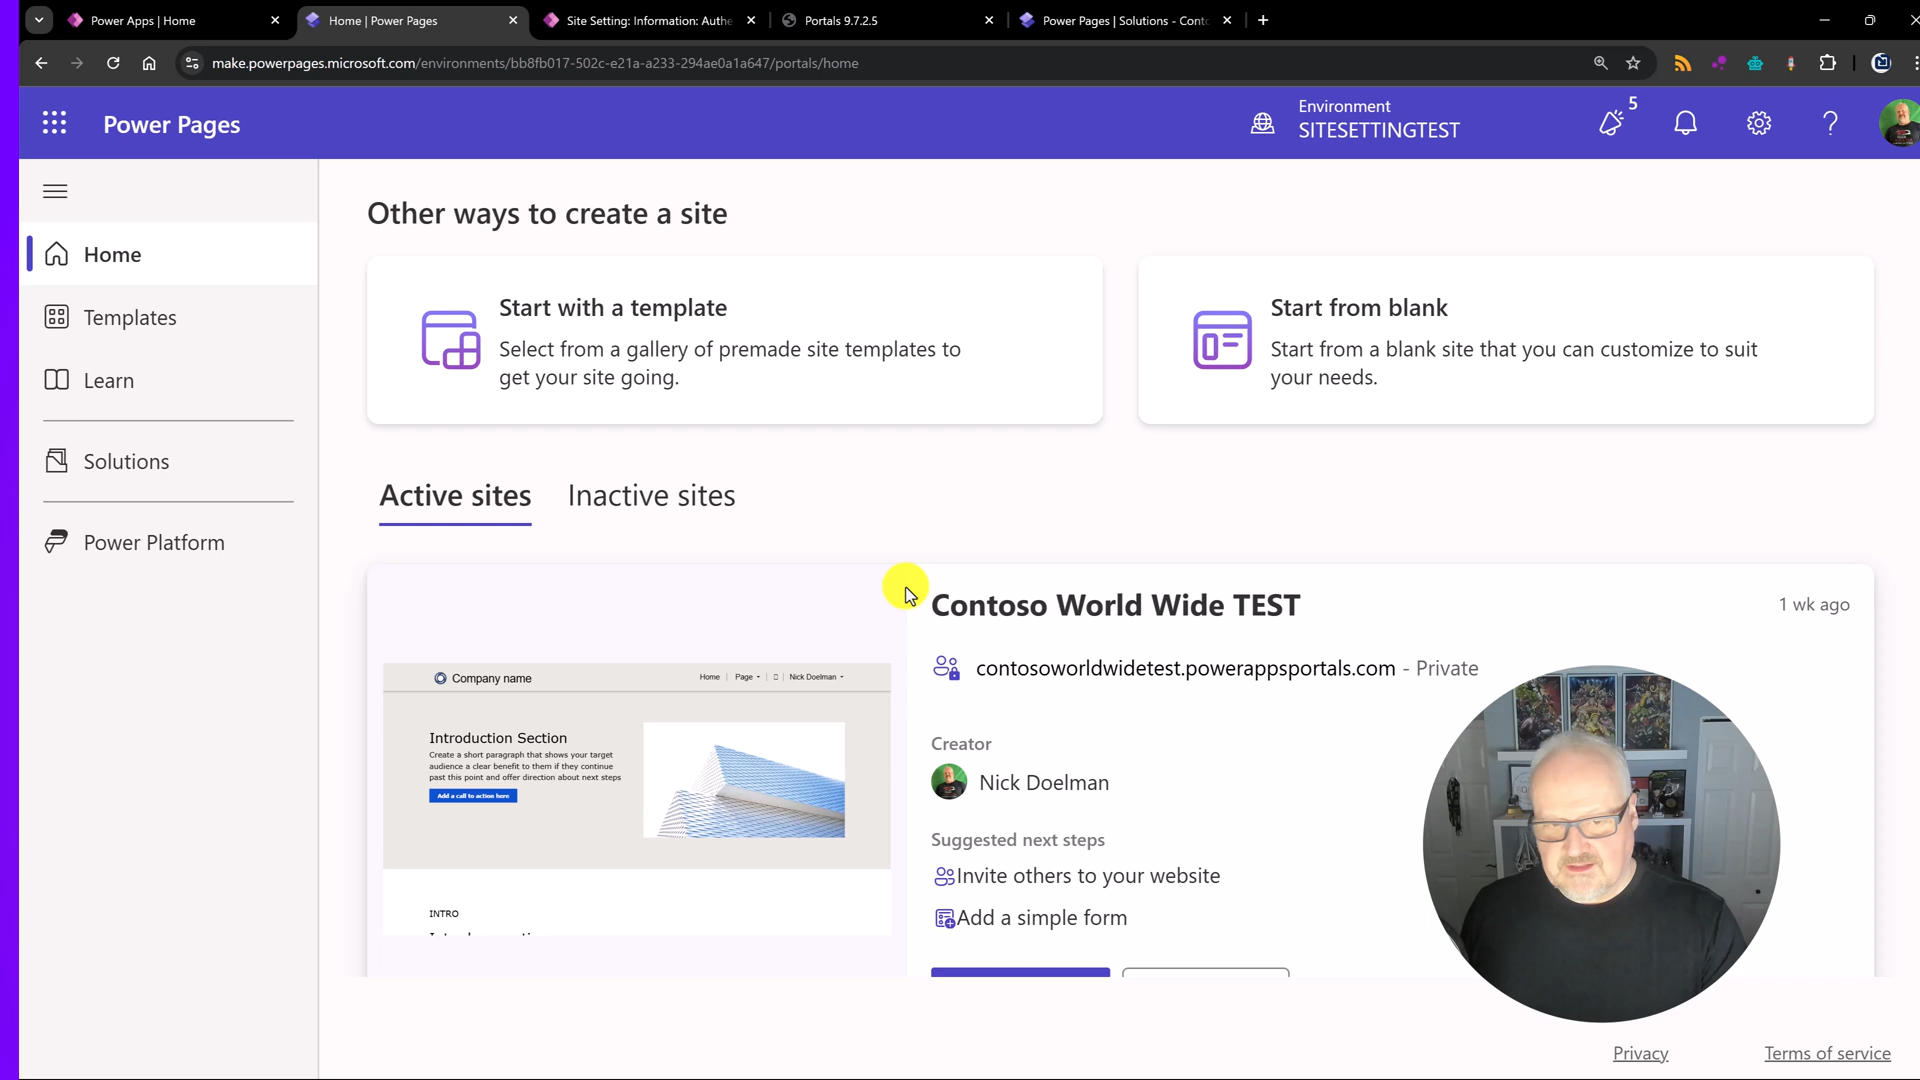 Power Apps | Home
Home | Power Pages
Site Setting: Information: Authe
Portals 9.7.2.5
Power Pages | Solutions - Conto
make.powerpages.microsoft.com/environments/bb8fb017-502c-e21a-a233-294ae0a1a647/portals/home
Power Pages
Environment
SITESETTINGTEST
5
Home
Templates
Learn
Solutions
Power Platform
Other ways to create a site
Start with a template
Select from a gallery of premade site templates to
get your site going.
Start from blank
Start from a blank site that you can customize to suit
your needs.
Active sites
Inactive sites
Contoso World Wide TEST
1 wk ago
contosoworldwidetest.powerappsportals.com - Private
Creator
Nick Doelman
Suggested next steps
Invite others to your website
Add a simple form
Company name
Home
Page
Nick Doelman
Introduction Section
Create a short paragraph that shows your target
audience a clear benefit to them if they continue
past this point and offer direction about next steps
Add a call to action here
INTRO
Privacy
Terms of service